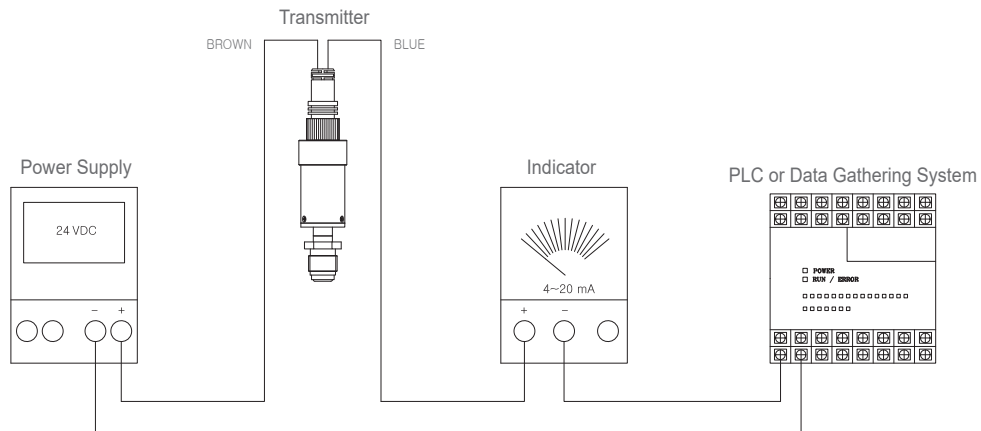 Transmitter
BROWN
BLUE
Power Supply
Indicator
PLC or Data Gathering System
24 VDC
4~20 mA
POWER
RUN / ERROR
− +
+ −